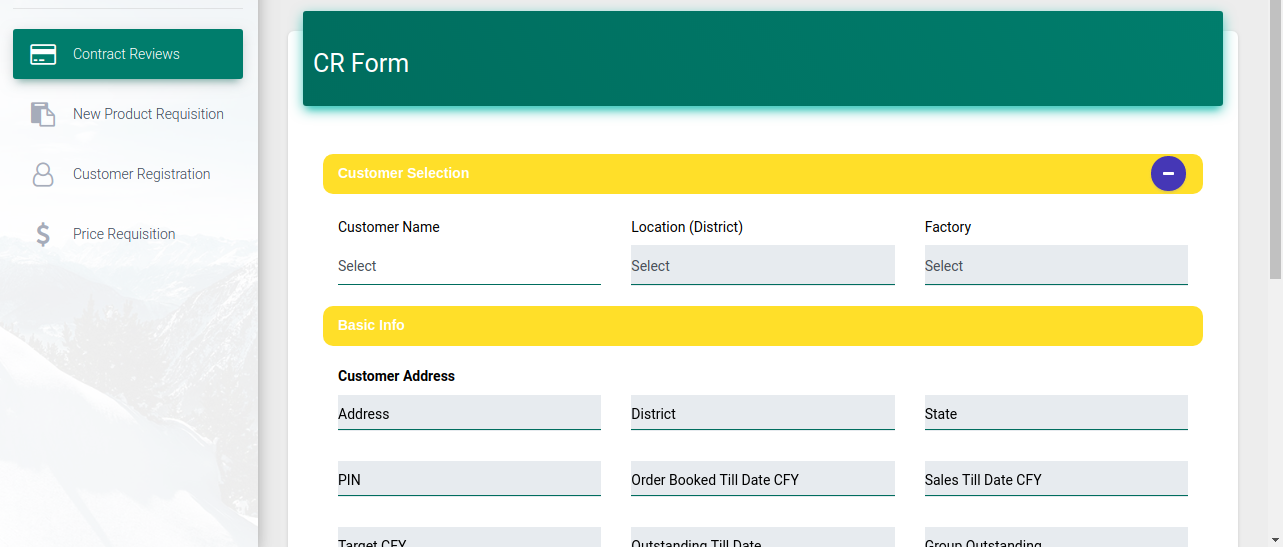 Contract Reviews
New Product Requisition
Customer Registration
Price Requisition
CR Form
Customer Selection
Customer Name Location (District) Factory
Select Select Select
Basic Info
Customer Address
Address District State
PIN Order Booked Till Date CFY Sales Till Date CFY
Target CFY Outstanding Till Date Group Outstanding